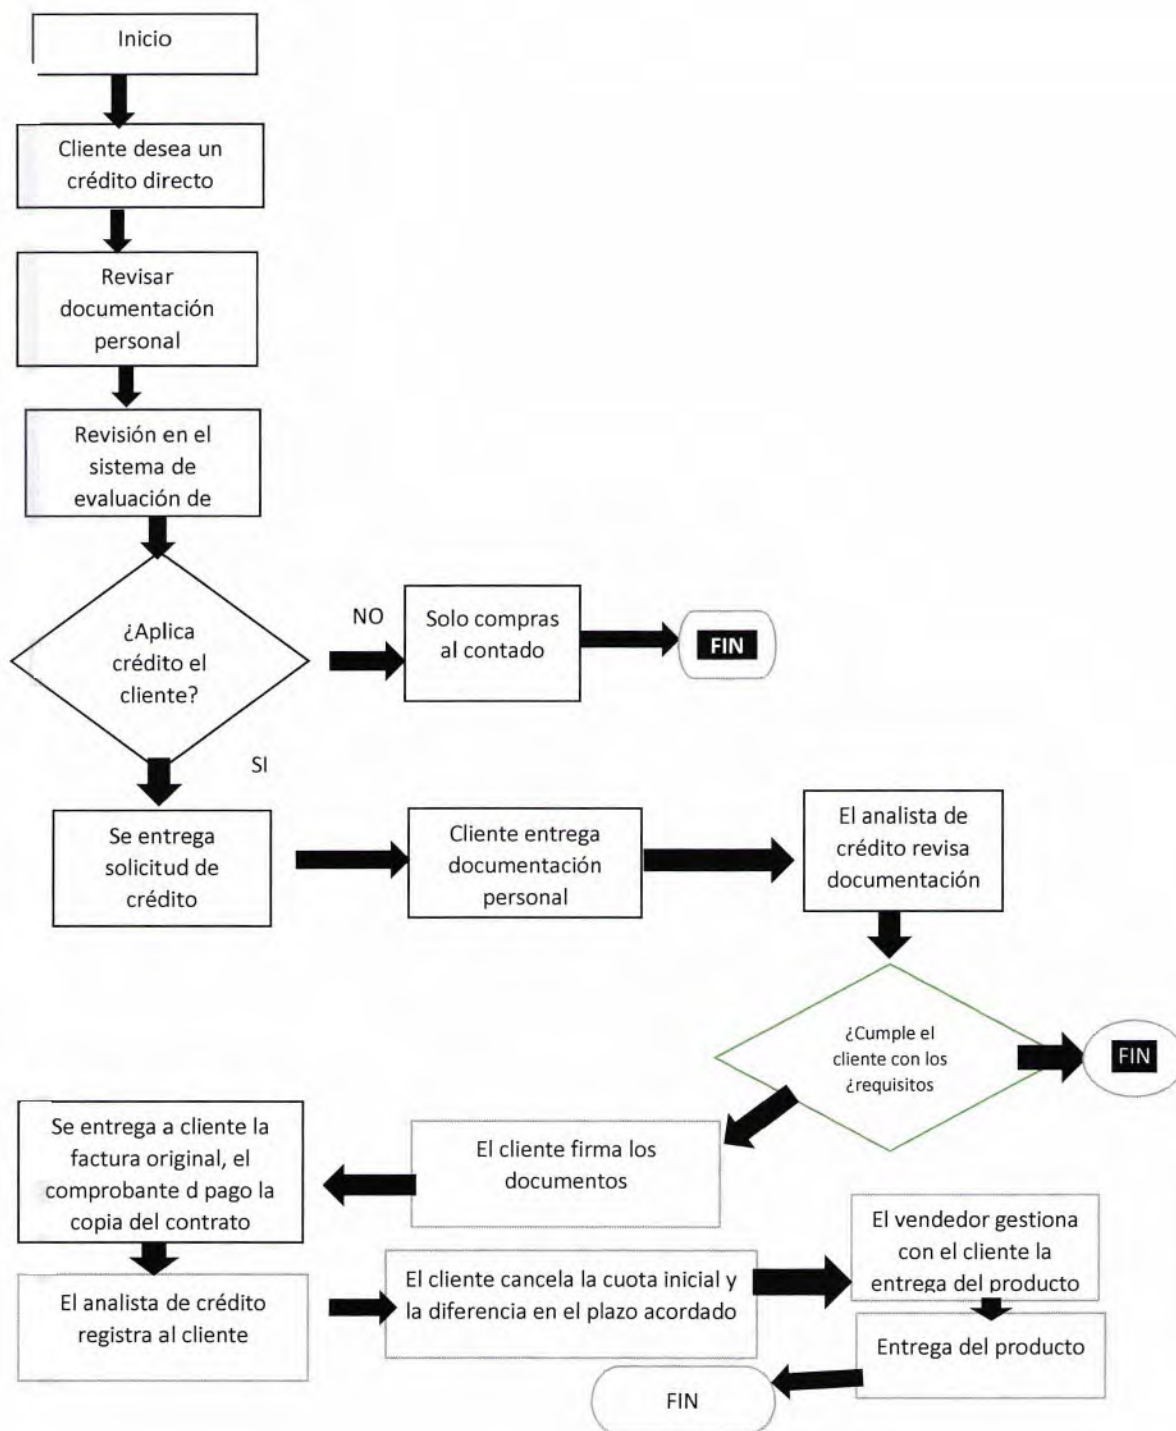 Inicio
Cliente desea un
crédito directo
Revisar
documentación
personal
Revisión en el
sistema de
evaluación de
¿Aplica
crédito el
cliente?
NO
Solo compras
al contado
FIN
SI
Se entrega
solicitud de
crédito
Cliente entrega
documentación
personal
El analista de
crédito revisa
documentación
¿Cumple el
cliente con los
¿requisitos
FIN
El cliente firma los
documentos
Se entrega a cliente la
factura original, el
comprobante d pago la
copia del contrato
El analista de crédito
registra al cliente
El cliente cancela la cuota inicial y
la diferencia en el plazo acordado
El vendedor gestiona
con el cliente la
entrega del producto
Entrega del producto
FIN